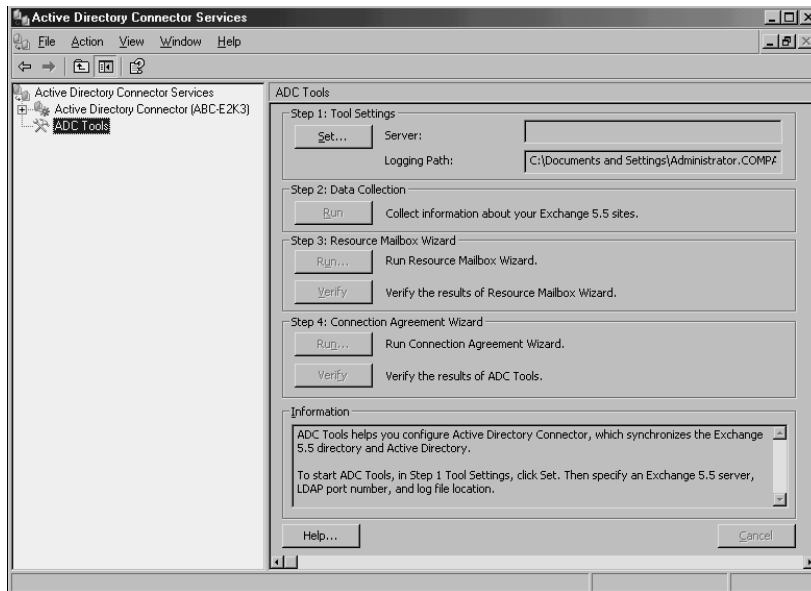 Active Directory Connector Services
File Action View Window Help
Active Directory Connector Services
Active Directory Connector (ABC-E2K3)
ADC Tools
ADC Tools
Step 1: Tool Settings
Set... Server:
Logging Path: C:\Documents and Settings\Administrator.COMPA
Step 2: Data Collection
Run Collect information about your Exchange 5.5 sites.
Step 3: Resource Mailbox Wizard
Run... Run Resource Mailbox Wizard.
Verify Verify the results of Resource Mailbox Wizard.
Step 4: Connection Agreement Wizard
Run... Run Connection Agreement Wizard.
Verify Verify the results of ADC Tools.
Information
ADC Tools helps you configure Active Directory Connector, which synchronizes the Exchange
5.5 directory and Active Directory.
To start ADC Tools, in Step 1 Tool Settings, click Set. Then specify an Exchange 5.5 server,
LDAP port number, and log file location.
Help... Cancel